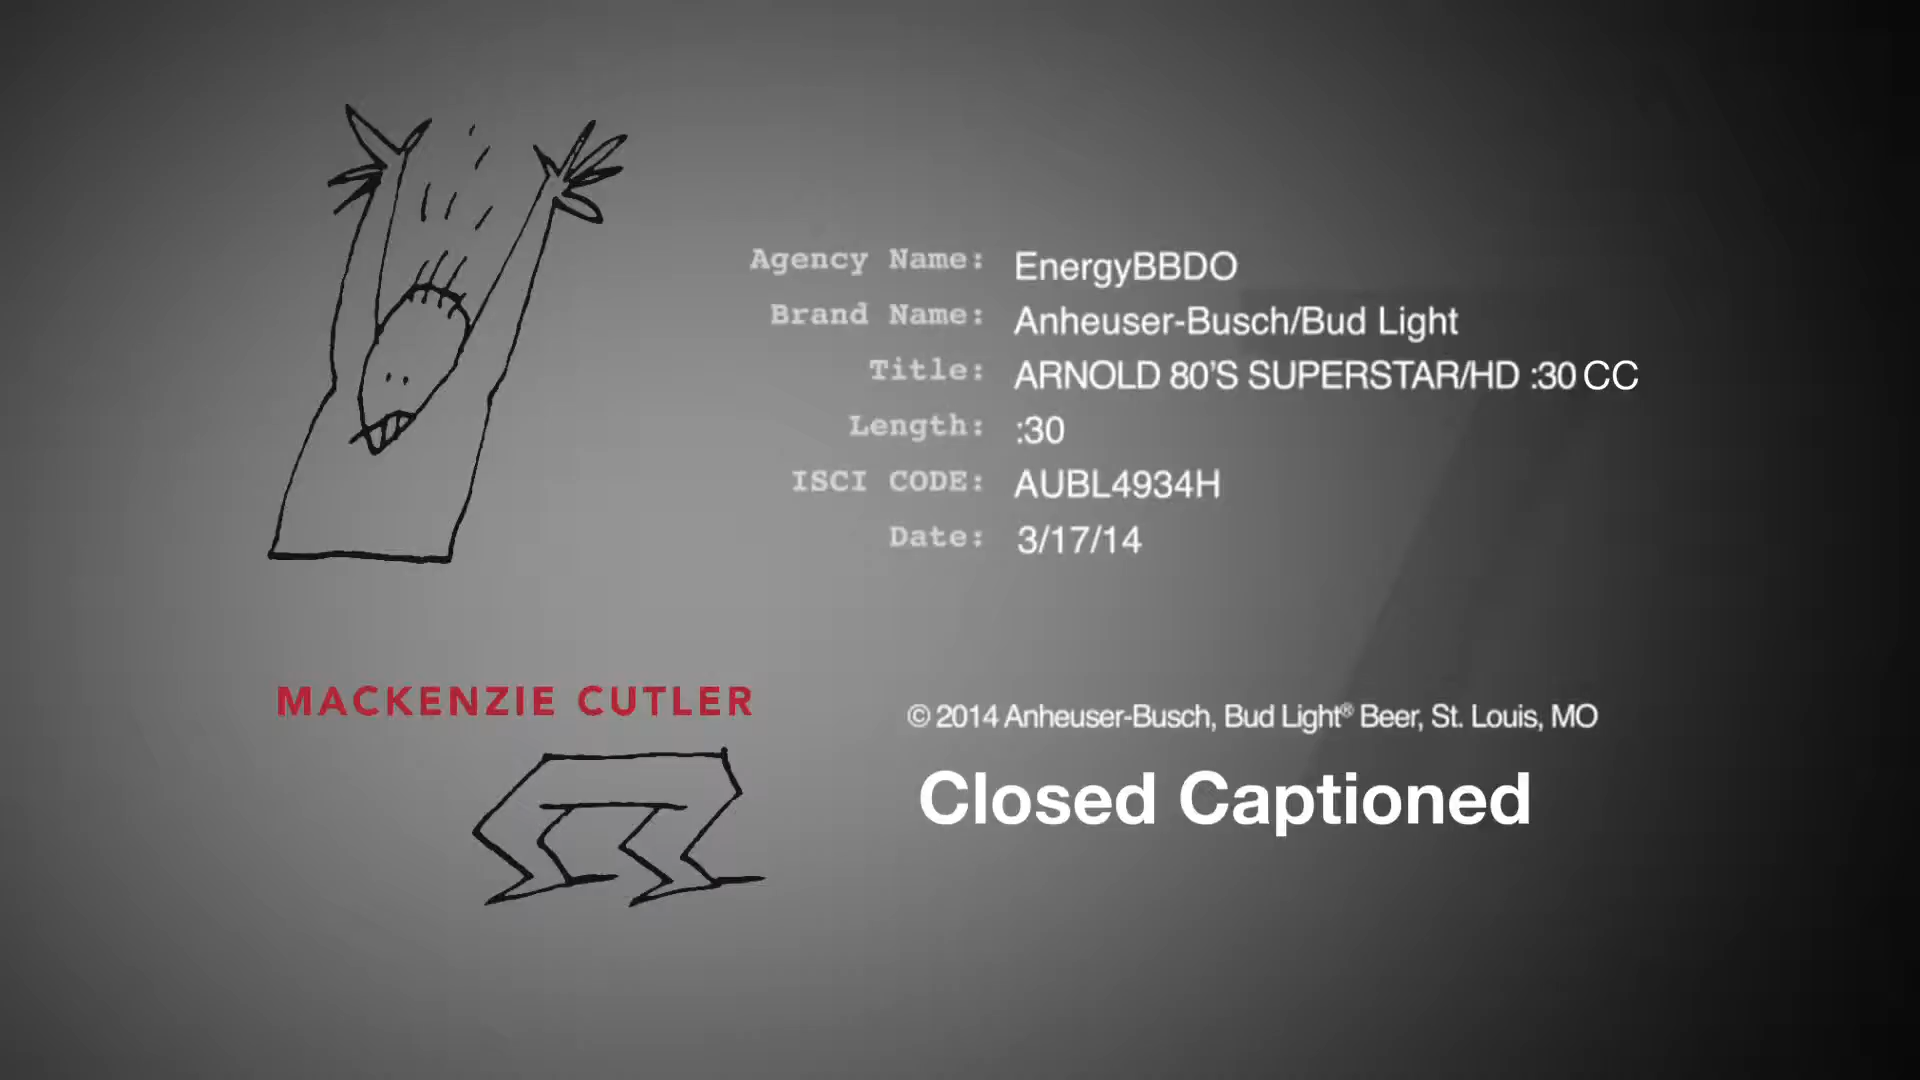 Agency Name: EnergyBBDO
Brand Name: Anheuser-Busch/Bud Light
Title: ARNOLD 80'S SUPERSTAR/HD :30 CC
Length: :30
ISCI CODE: AUBL4934H
Date: 3/17/14
MACKENZIE CUTLER
© 2014 Anheuser-Busch, Bud Light® Beer, St. Louis, MO
Closed Captioned